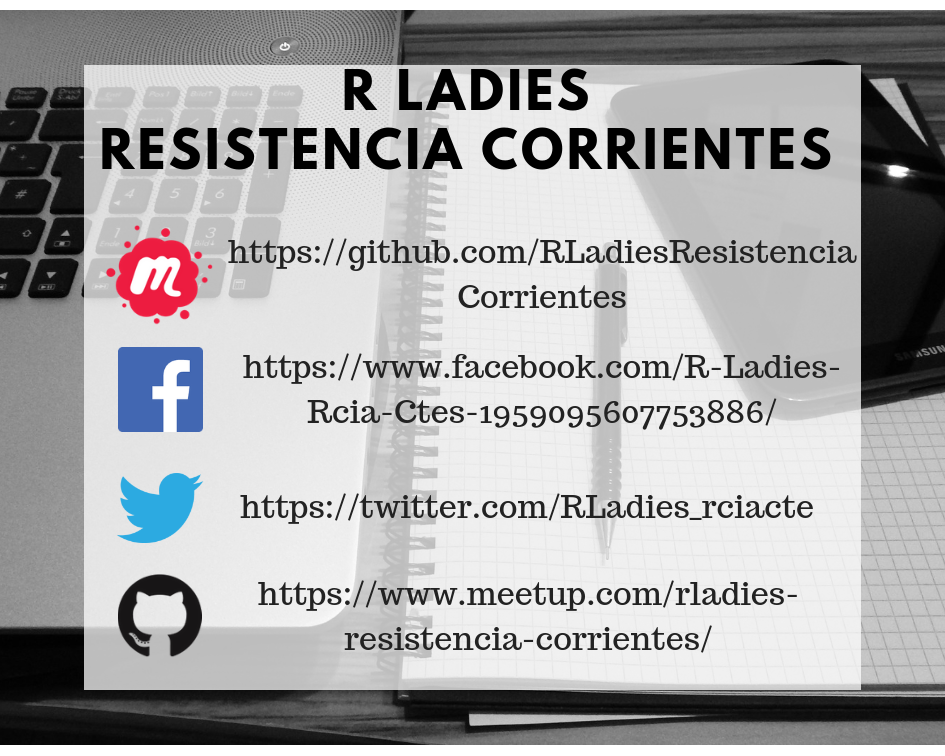 R LADIES
RESISTENCIA CORRIENTES
https://github.com/RLadiesResistencia
Corrientes
https://www.facebook.com/R-Ladies-
Rcia-Ctes-1959095607753886/
https://twitter.com/RLadies_rciacte
https://www.meetup.com/rladies-
resistencia-corrientes/